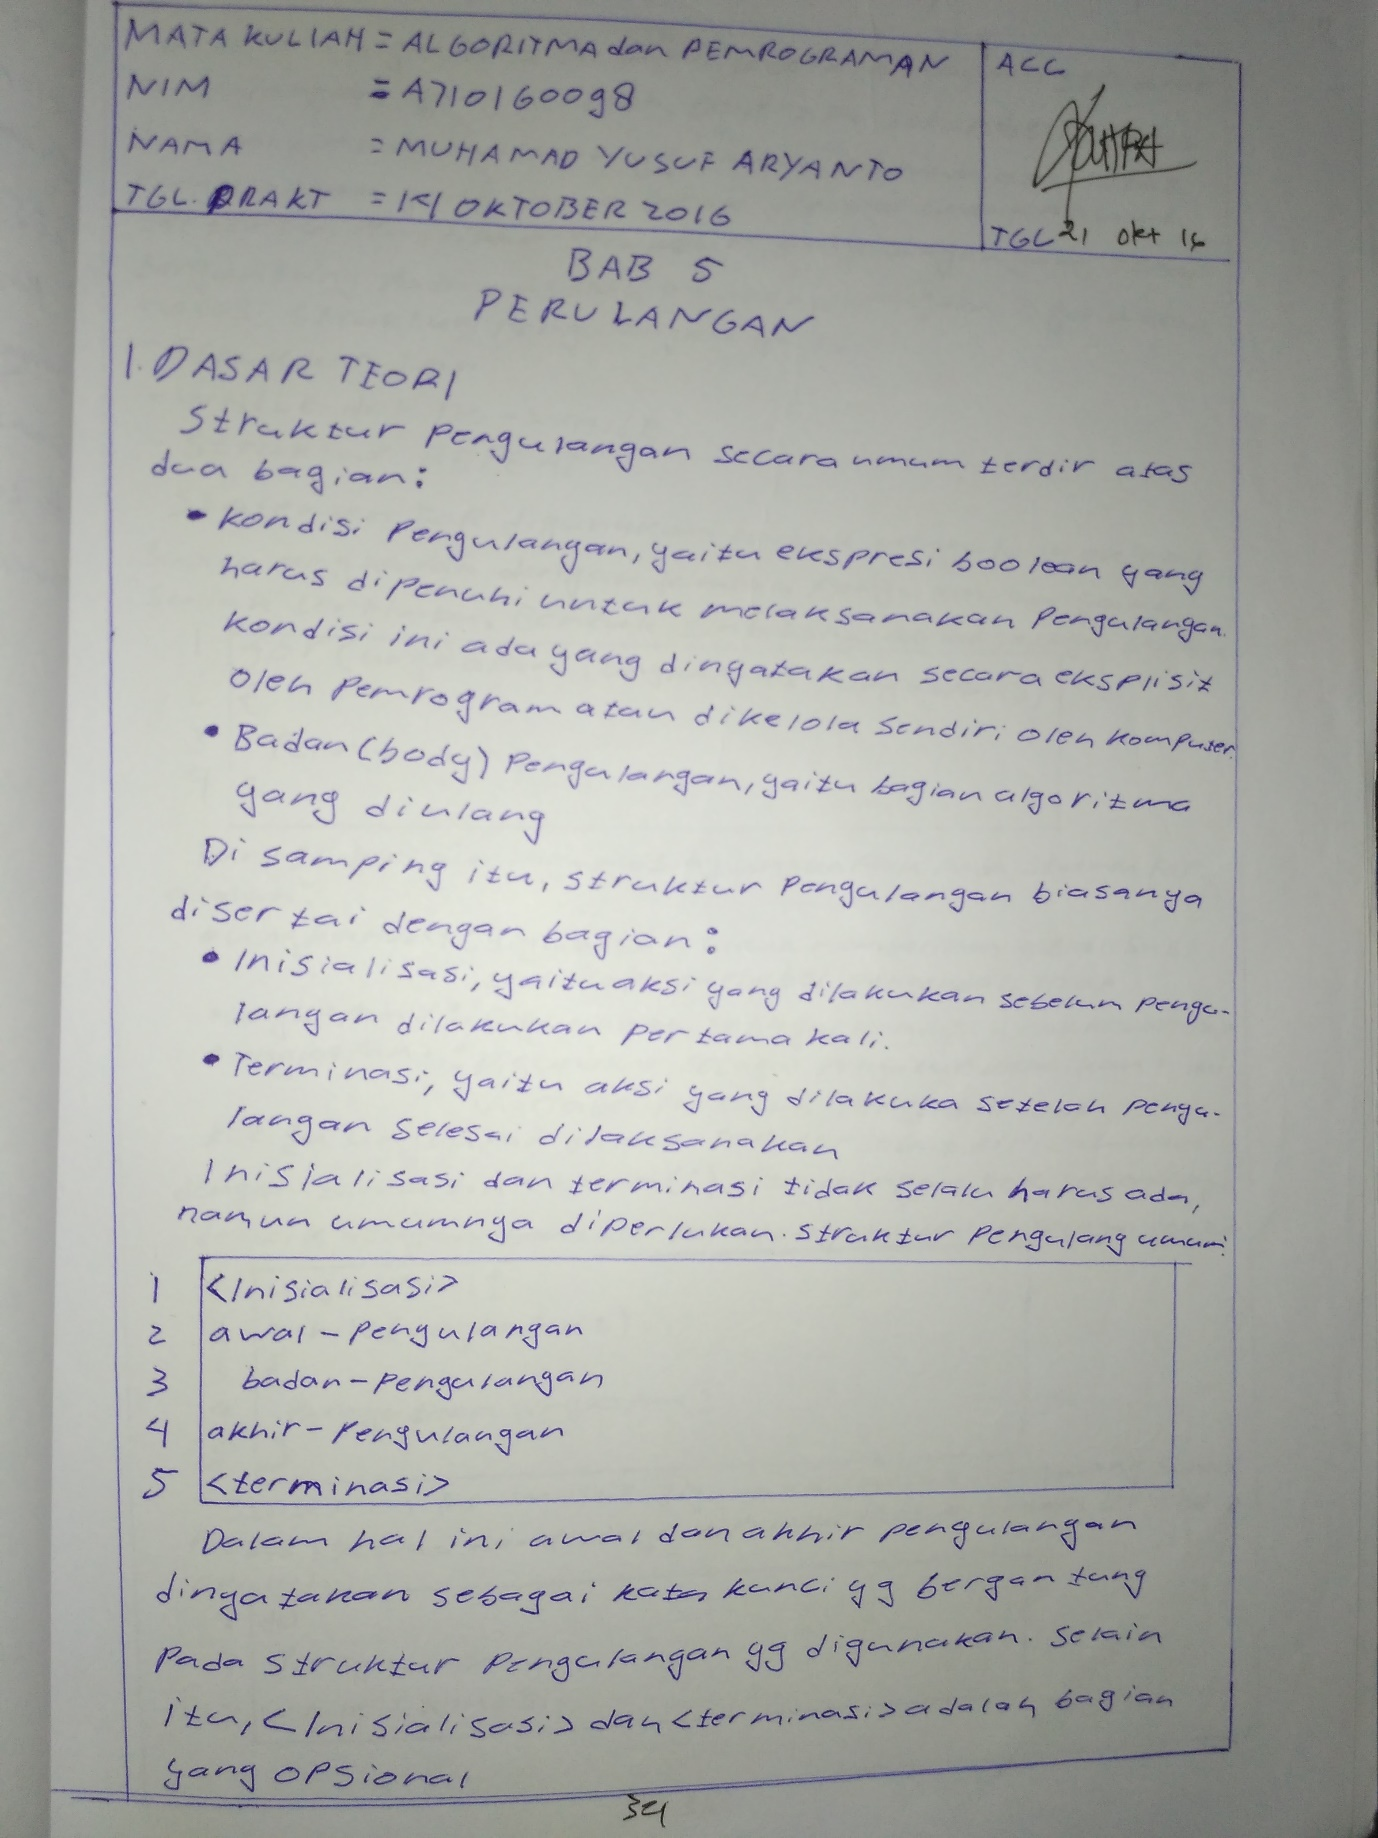 MATA KULIAH = ALGORITMA dan PEMROGRAMAN
NIM = A710160098
NAMA = MUHAMAD YUSUF ARYANTO
TGL. PRAKT = 14 OKTOBER 2016
ACC
TGL 21 Okt 16
BAB 5
PERULANGAN
1. DASAR TEORI
Struktur Pengulangan secara umum terdir atas
dua bagian:
• Kondisi Pengulangan, yaitu ekspresi boolean yang
harus dipenuhi untuk melaksanakan Pengulangan.
Kondisi ini ada yang dinyatakan secara eksplisit
oleh Pemrogram atau dikelola sendiri oleh komputer.
• Badan (body) Pengulangan, yaitu bagian algoritma
yang diulang
Di samping itu, struktur Pengulangan biasanya
disertai dengan bagian:
• Inisialisasi, yaitu aksi yang dilakukan sebelum pengu-
langan dilakukan pertama kali.
• Terminasi, yaitu aksi yang dilakuka setelah pengu-
langan selesai dilaksanakan
Inisialisasi dan terminasi tidak selalu harus ada,
namun umumnya diperlukan. Struktur Pengulang umum:
1 <Inisialisasi>
2 awal-Pengulangan
3 badan-pengulangan
4 akhir-Pengulangan
5 <terminasi>
Dalam hal ini awal dan akhir pengulangan
dinyatakan sebagai kata kunci yg bergantung
Pada struktur Pengulangan yg digunakan. Selain
itu, <Inisialisasi> dan <terminasi> adalah bagian
yang OPSional
34